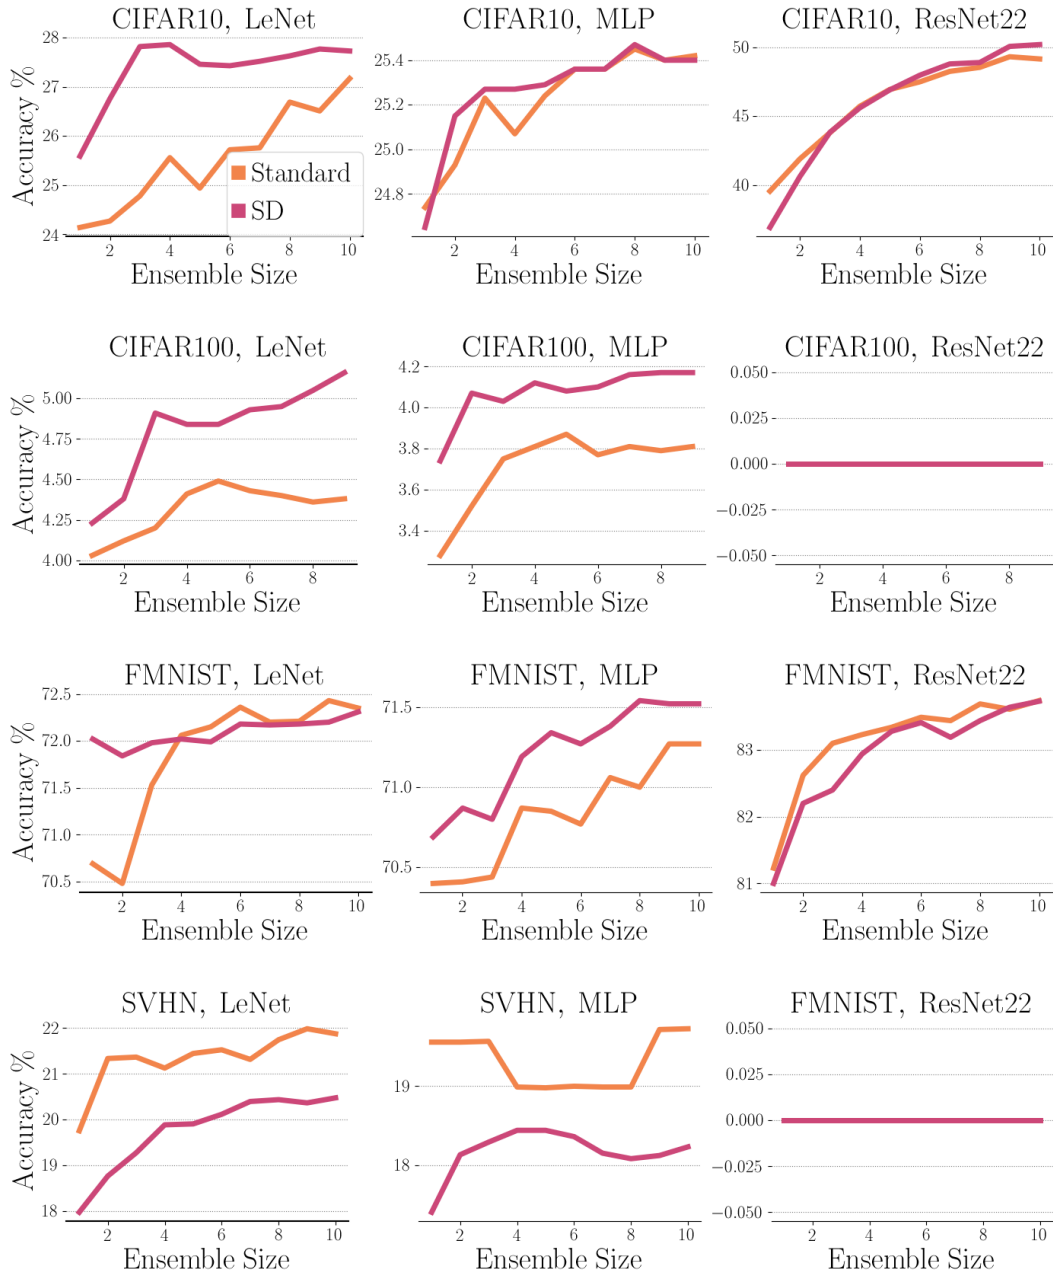 CIFAR10, LeNet
CIFAR10, MLP
CIFAR10, ResNet22
Accuracy %
28
27
26
25
24
Standard
SD
2 4 6 8 10
Ensemble Size
25.4
25.2
25.0
24.8
2 4 6 8 10
Ensemble Size
50
45
40
2 4 6 8 10
Ensemble Size
CIFAR100, LeNet
CIFAR100, MLP
CIFAR100, ResNet22
Accuracy %
5.00
4.75
4.50
4.25
4.00
2 4 6 8
Ensemble Size
4.2
4.0
3.8
3.6
3.4
2 4 6 8
Ensemble Size
0.050
0.025
0.000
−0.025
−0.050
2 4 6 8
Ensemble Size
FMNIST, LeNet
FMNIST, MLP
FMNIST, ResNet22
Accuracy %
72.5
72.0
71.5
71.0
70.5
2 4 6 8 10
Ensemble Size
71.5
71.0
70.5
2 4 6 8 10
Ensemble Size
83
82
81
2 4 6 8 10
Ensemble Size
SVHN, LeNet
SVHN, MLP
FMNIST, ResNet22
Accuracy %
22
21
20
19
18
2 4 6 8 10
Ensemble Size
19
18
2 4 6 8 10
Ensemble Size
0.050
0.025
0.000
−0.025
−0.050
2 4 6 8 10
Ensemble Size